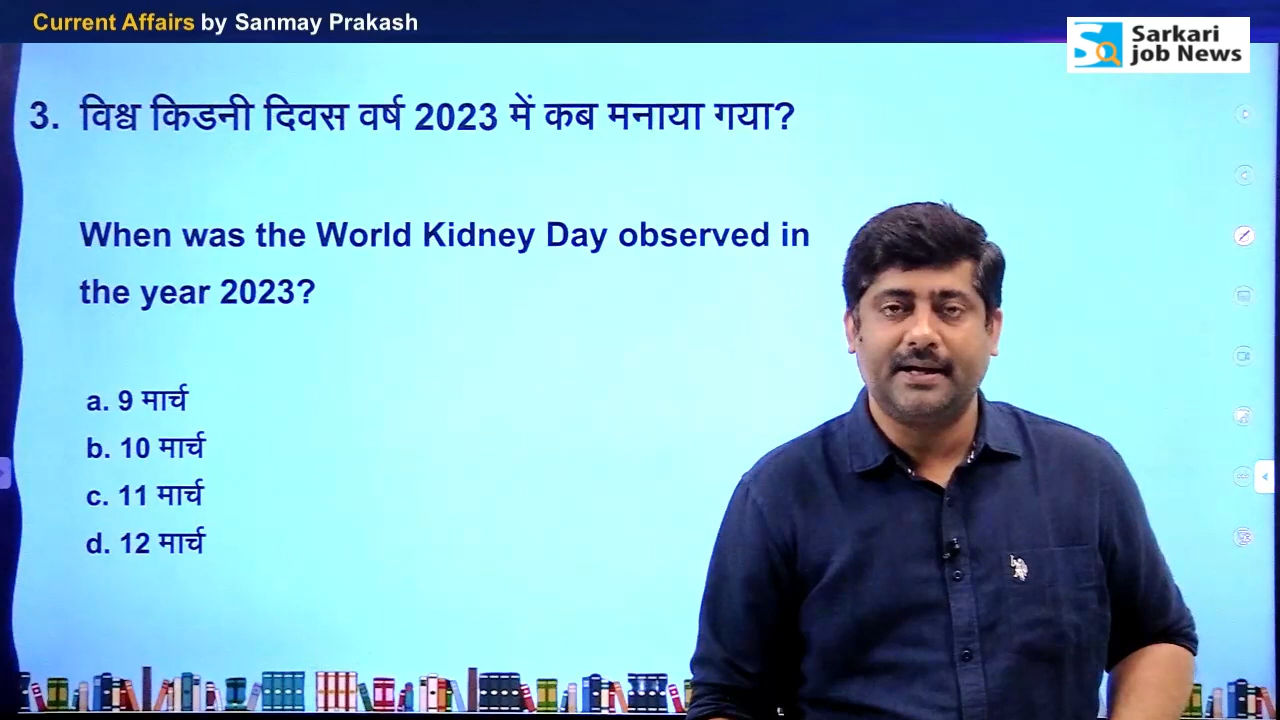 Current Affairs by Sanmay Prakash
Sarkari
job News
3. विश्व किडनी दिवस वर्ष 2023 में कब मनाया गया?
When was the World Kidney Day observed in
the year 2023?
a. 9 मार्च
b. 10 मार्च
c. 11 मार्च
d. 12 मार्च